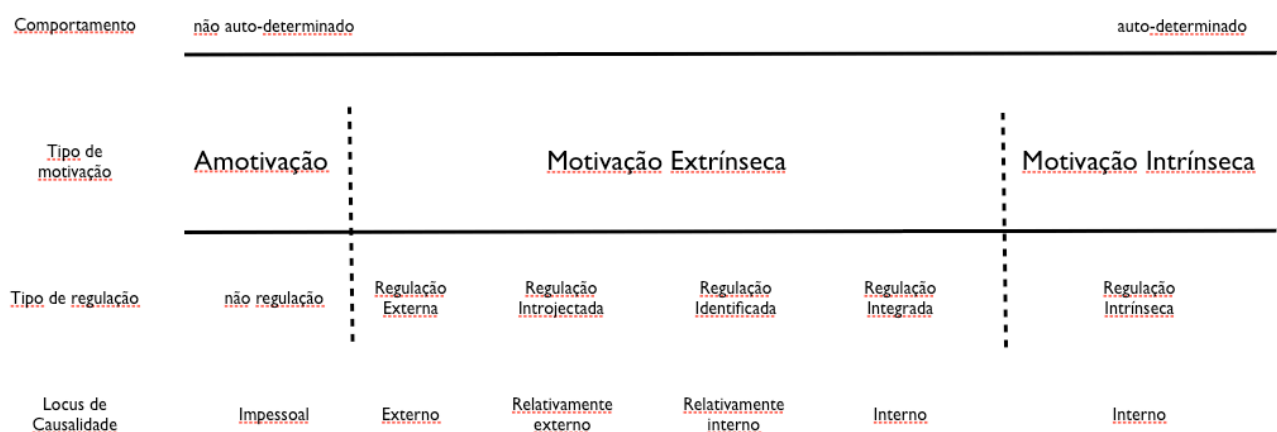 Comportamento não auto-determinado auto-determinado
Tipo de
motivação
Amotivação Motivação Extrínseca Motivação Intrínseca
Tipo de regulação não regulação
Regulação
Externa
Regulação
Introjectada
Regulação
Identificada
Regulação
Integrada
Regulação
Intrínseca
Locus de
Causalidade
Impessoal Externo
Relativamente
externo
Relativamente
interno
Interno Interno